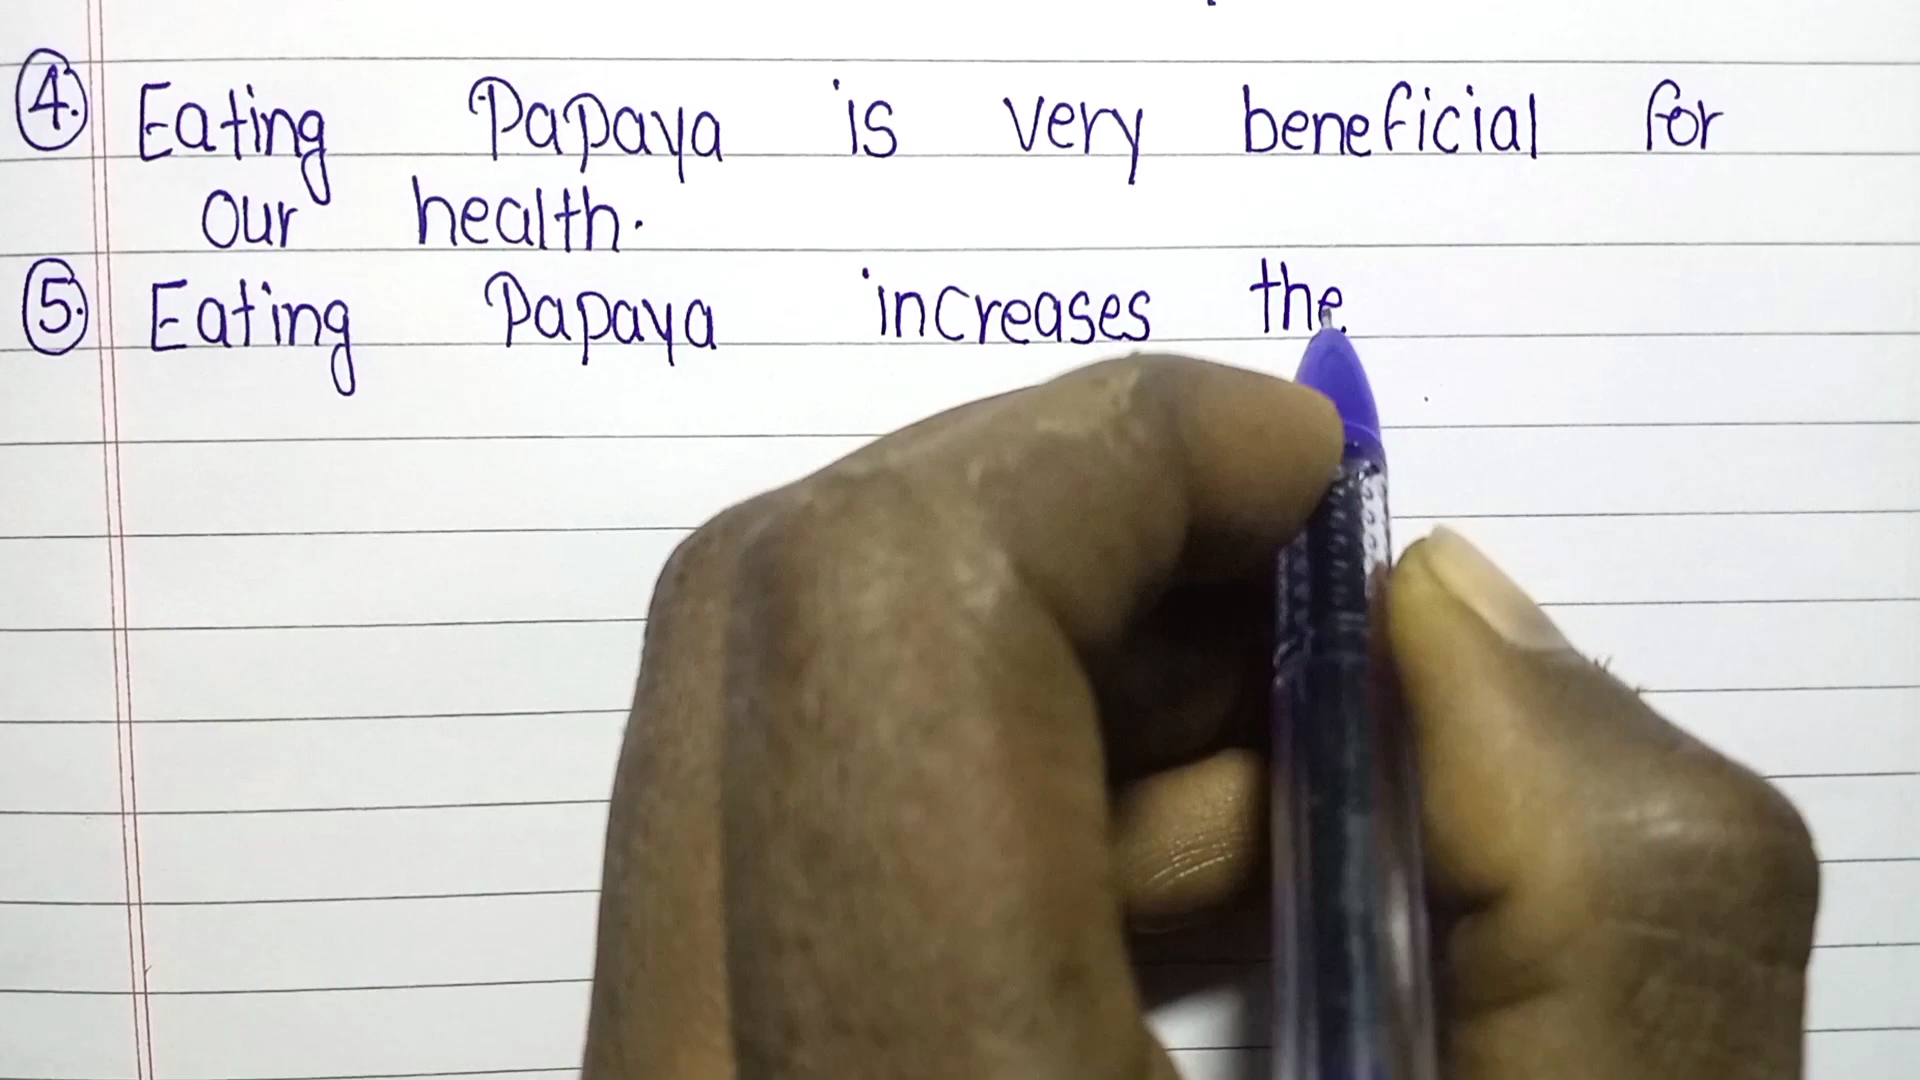 4. Eating Papaya is very beneficial for
our health.
5. Eating Papaya increases the